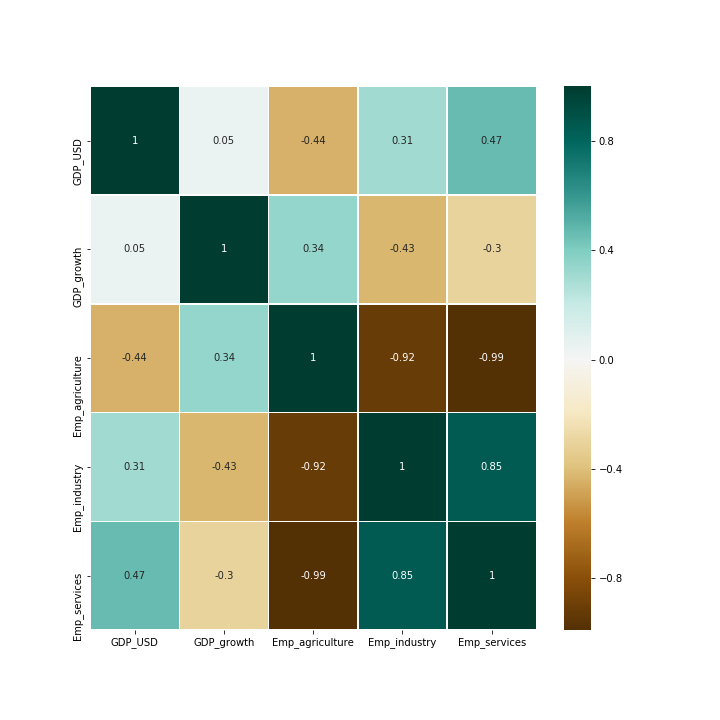 GDP_USD 1 0.05 -0.44 0.31 0.47
GDP_growth 0.05 1 0.34 -0.43 -0.3
Emp_agriculture -0.44 0.34 1 -0.92 -0.99
Emp_industry 0.31 -0.43 -0.92 1 0.85
Emp_services 0.47 -0.3 -0.99 0.85 1
GDP_USD GDP_growth Emp_agriculture Emp_industry Emp_services
0.8
0.4
0.0
−0.4
−0.8